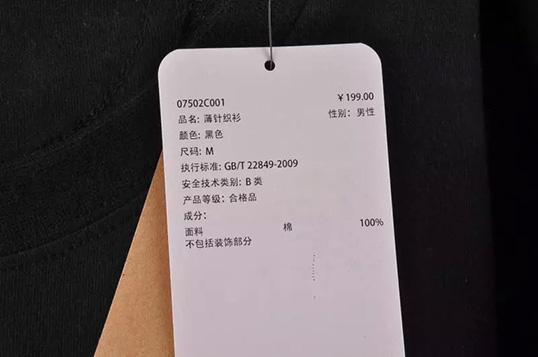 07502C001 ￥199.00
品名: 薄针织衫 性别: 男性
颜色: 黑色
尺码: M
执行标准: GB/T 22849-2009
安全技术类别: B 类
产品等级: 合格品
成分:
面料 棉 100%
不包括装饰部分